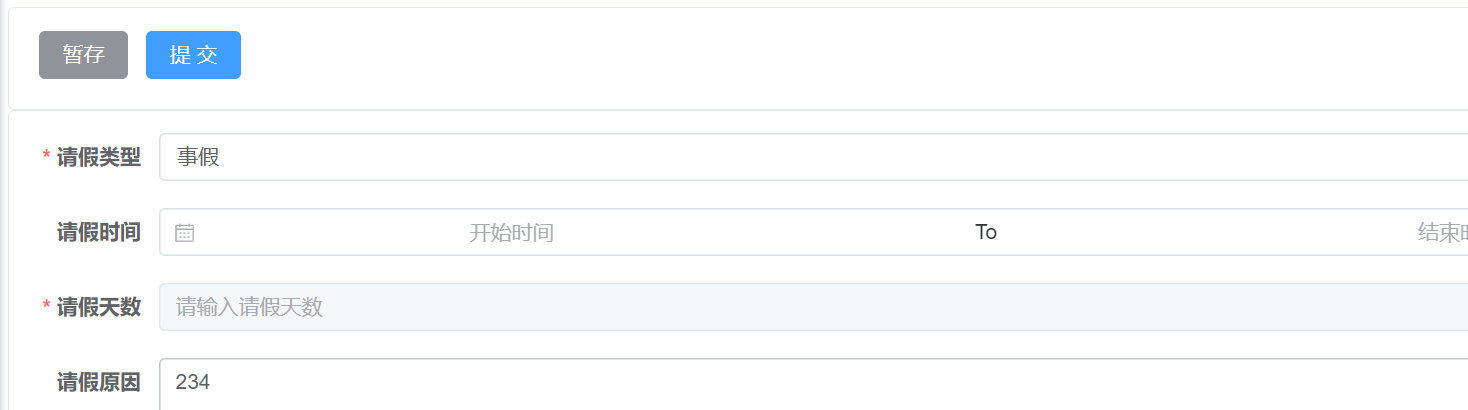 暂存 提 交
* 请假类型 事假
请假时间 开始时间 To 结束
* 请假天数 请输入请假天数
请假原因 234